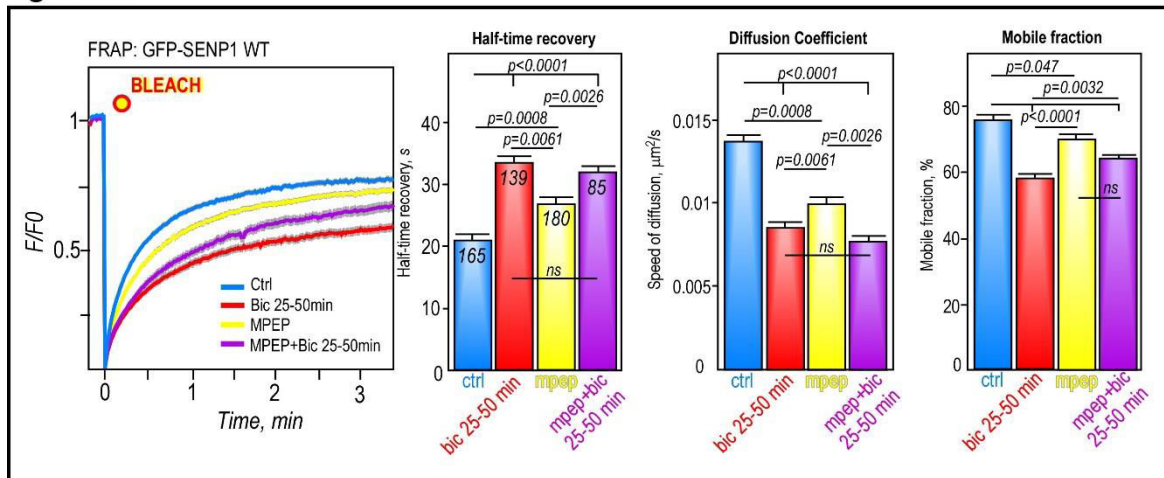 FRAP: GFP-SENP1 WT
BLEACH
1
0.5
F/F0
Ctrl
Bic 25-50min
MPEP
MPEP+Bic 25-50min
0
1
2
3
Time, min
Half-time recovery
p<0.0001
p=0.0026
p=0.0008
p=0.0061
40
30
20
10
0
Half-time recovery, s
165
139
180
85
ns
ctrl
bic 25-50 min
mpep
mpep+bic
25-50 min
Diffusion Coefficient
p<0.0001
p=0.0008
p=0.0026
p=0.0061
0.015
0.01
0.005
0
Speed of diffusion, µm²/s
ns
ctrl
bic 25-50 min
mpep
mpep+bic
25-50 min
Mobile fraction
p=0.047
p=0.0032
p<0.0001
80
60
40
20
0
Mobile fraction, %
ns
ctrl
bic 25-50 min
mpep
mpep+bic
25-50 min